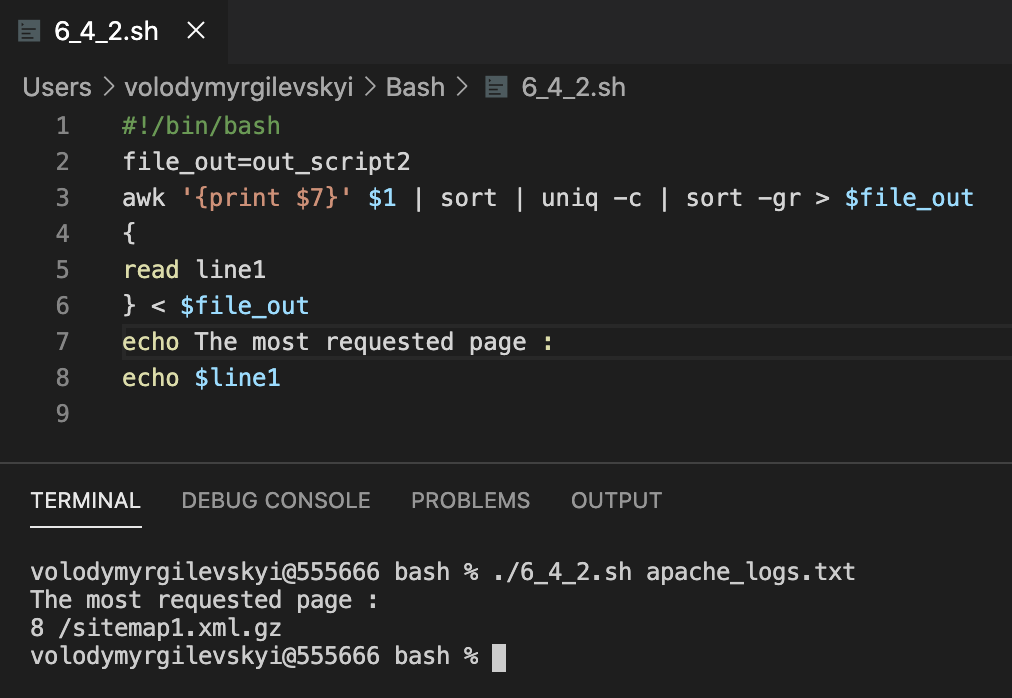 6_4_2.sh ×
Users > volodymyrgilevskyi > Bash > 6_4_2.sh
1 #!/bin/bash
2 file_out=out_script2
3 awk '{print $7}' $1 | sort | uniq -c | sort -gr > $file_out
4 {
5 read line1
6 } < $file_out
7 echo The most requested page :
8 echo $line1
9
TERMINAL DEBUG CONSOLE PROBLEMS OUTPUT
volodymyrgilevskyi@555666 bash % ./6_4_2.sh apache_logs.txt
The most requested page :
8 /sitemap1.xml.gz
volodymyrgilevskyi@555666 bash %